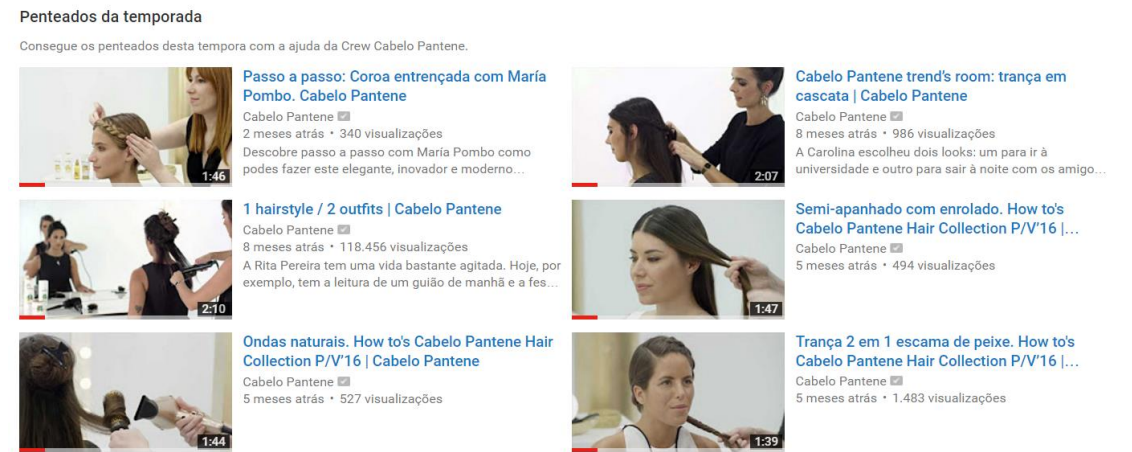 Penteados da temporada
Consegue os penteados desta tempora com a ajuda da Crew Cabelo Pantene.
1:46
Passo a passo: Coroa entrençada com María
Pombo. Cabelo Pantene
Cabelo Pantene
2 meses atrás • 340 visualizações
Descobre passo a passo com María Pombo como
podes fazer este elegante, inovador e moderno…
2:07
Cabelo Pantene trend's room: trança em
cascata | Cabelo Pantene
Cabelo Pantene
8 meses atrás • 986 visualizações
A Carolina escolheu dois looks: um para ir à
universidade e outro para sair à noite com os amigo…
2:10
1 hairstyle / 2 outfits | Cabelo Pantene
Cabelo Pantene
8 meses atrás • 118.456 visualizações
A Rita Pereira tem uma vida bastante agitada. Hoje, por
exemplo, tem a leitura de um guião de manhã e a fes…
1:47
Semi-apanhado com enrolado. How to's
Cabelo Pantene Hair Collection P/V'16 |…
Cabelo Pantene
5 meses atrás • 494 visualizações
1:44
Ondas naturais. How to's Cabelo Pantene Hair
Collection P/V'16 | Cabelo Pantene
Cabelo Pantene
5 meses atrás • 527 visualizações
1:39
Trança 2 em 1 escama de peixe. How to's
Cabelo Pantene Hair Collection P/V'16 |…
Cabelo Pantene
5 meses atrás • 1.483 visualizações